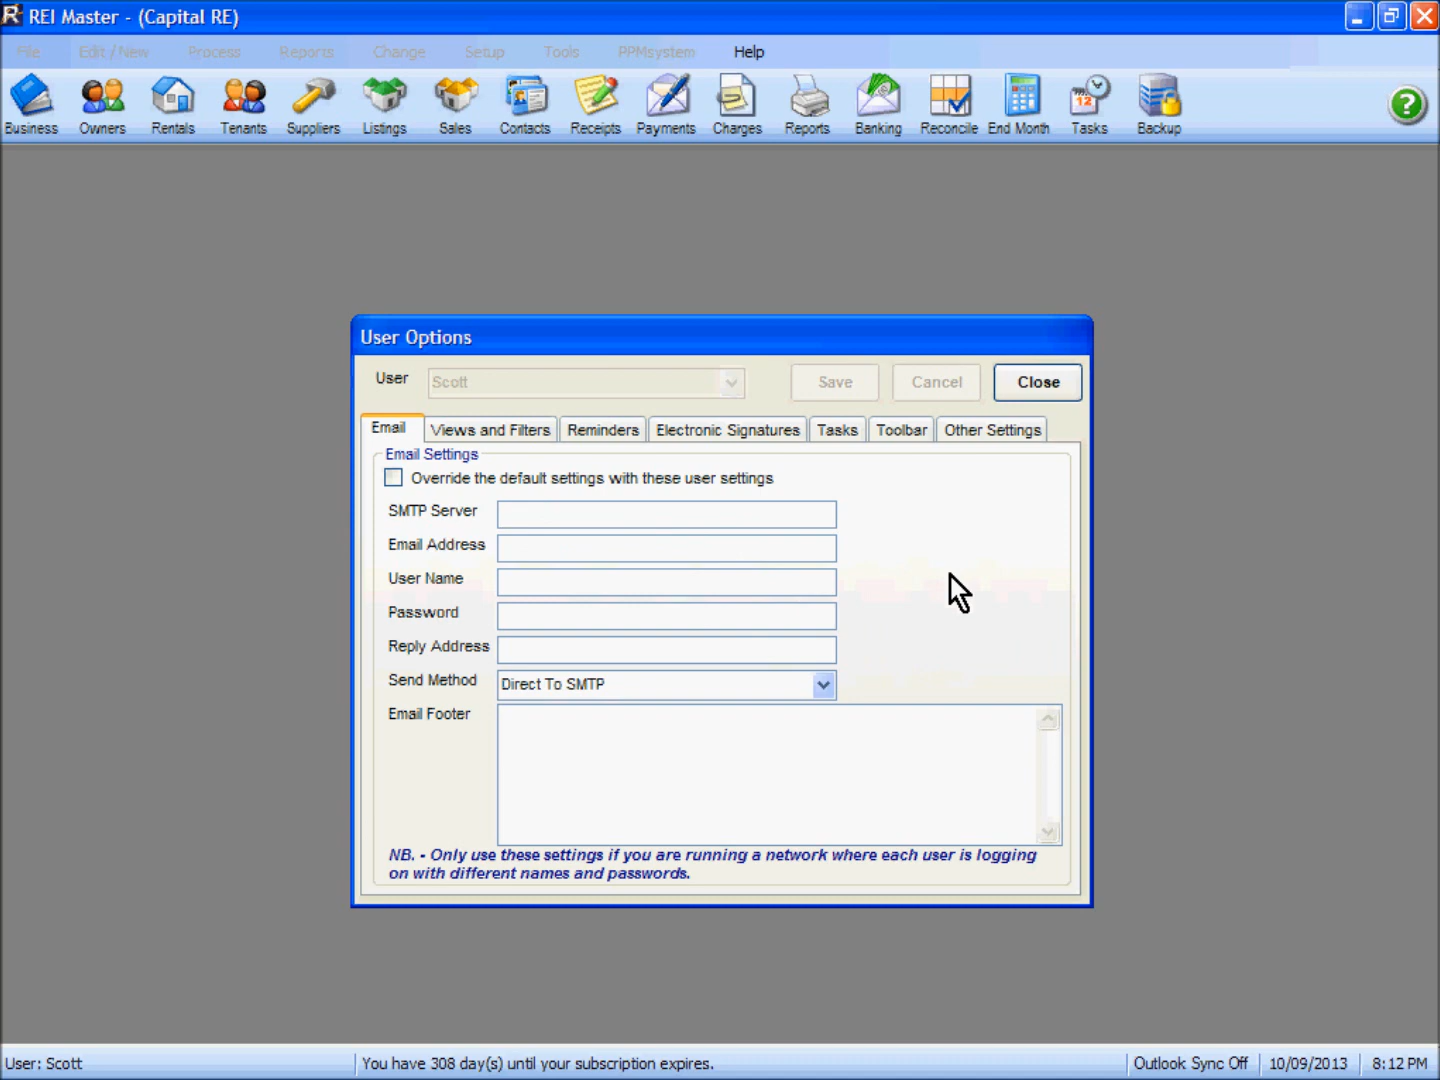 REI Master - (Capital RE)
File Edit / New Process Reports Change Setup Tools PPMsystem Help
Business Owners Rentals Tenants Suppliers Listings Sales Contacts Receipts Payments Charges Reports Banking Reconcile End Month Tasks Backup
User Options
User Scott Save Cancel Close
Email Views and Filters Reminders Electronic Signatures Tasks Toolbar Other Settings
Email Settings
Override the default settings with these user settings
SMTP Server
Email Address
User Name
Password
Reply Address
Send Method Direct To SMTP
Email Footer
NB. - Only use these settings if you are running a network where each user is logging
on with different names and passwords.
User: Scott You have 308 day(s) until your subscription expires. Outlook Sync Off 10/09/2013 8:12 PM